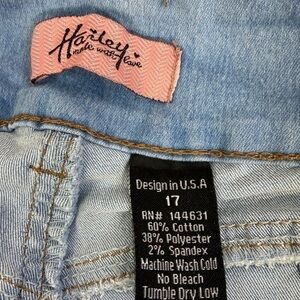 Harley
made with love
Design in U.S.A
17
RN# 144631
60% Cotton
38% Polyester
2% Spandex
Machine Wash Cold
No Bleach
Tumble Dry Low